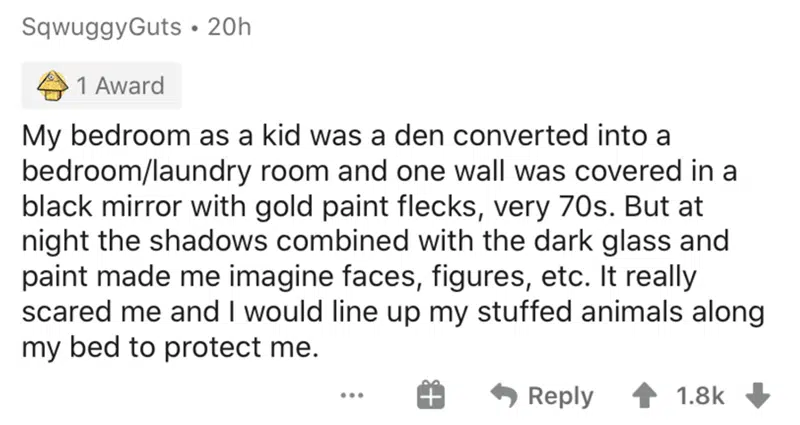 SqwuggyGuts • 20h
1 Award
My bedroom as a kid was a den converted into a
bedroom/laundry room and one wall was covered in a
black mirror with gold paint flecks, very 70s. But at
night the shadows combined with the dark glass and
paint made me imagine faces, figures, etc. It really
scared me and I would line up my stuffed animals along
my bed to protect me.
... Reply 1.8k